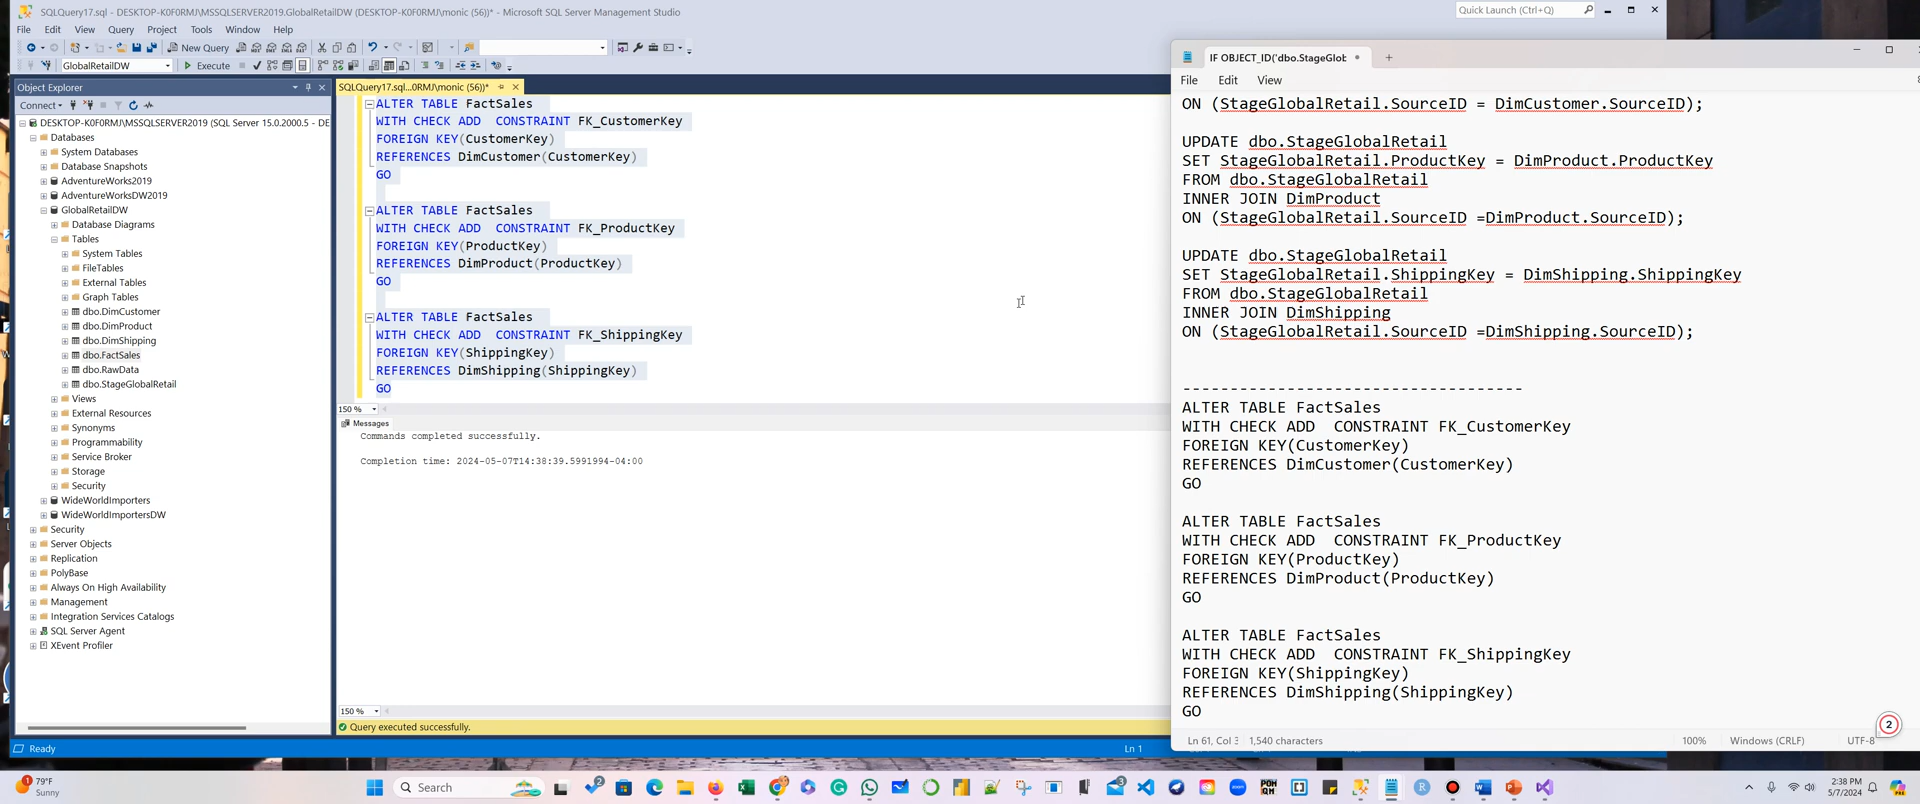 SQLQuery17.sql - DESKTOP-K0F0RMJ\MSSQLSERVER2019.GlobalRetailDW (DESKTOP-K0F0RMJ\monic (56))* - Microsoft SQL Server Management Studio
Quick Launch (Ctrl+Q)
File Edit View Query Project Tools Window Help
New Query
GlobalRetailDW
Execute
Object Explorer
Connect
DESKTOP-K0F0RMJ\MSSQLSERVER2019 (SQL Server 15.0.2000.5 - DE
Databases
System Databases
Database Snapshots
AdventureWorks2019
AdventureWorksDW2019
GlobalRetailDW
Database Diagrams
Tables
System Tables
FileTables
External Tables
Graph Tables
dbo.DimCustomer
dbo.DimProduct
dbo.DimShipping
dbo.FactSales
dbo.RawData
dbo.StageGlobalRetail
Views
External Resources
Synonyms
Programmability
Service Broker
Storage
Security
WideWorldImporters
WideWorldImportersDW
Security
Server Objects
Replication
PolyBase
Always On High Availability
Management
Integration Services Catalogs
SQL Server Agent
XEvent Profiler
SQLQuery17.sql...0RMJ\monic (56))*
ALTER TABLE FactSales
WITH CHECK ADD  CONSTRAINT FK_CustomerKey
FOREIGN KEY(CustomerKey)
REFERENCES DimCustomer(CustomerKey)
GO
ALTER TABLE FactSales
WITH CHECK ADD  CONSTRAINT FK_ProductKey
FOREIGN KEY(ProductKey)
REFERENCES DimProduct(ProductKey)
GO
ALTER TABLE FactSales
WITH CHECK ADD  CONSTRAINT FK_ShippingKey
FOREIGN KEY(ShippingKey)
REFERENCES DimShipping(ShippingKey)
GO
150 %
Messages
Commands completed successfully.
Completion time: 2024-05-07T14:38:39.5991994-04:00
150 %
Query executed successfully.
Ready
Ln 1
IF OBJECT_ID('dbo.StageGlob
File Edit View
ON (StageGlobalRetail.SourceID = DimCustomer.SourceID);
UPDATE dbo.StageGlobalRetail
SET StageGlobalRetail.ProductKey = DimProduct.ProductKey
FROM dbo.StageGlobalRetail
INNER JOIN DimProduct
ON (StageGlobalRetail.SourceID =DimProduct.SourceID);
UPDATE dbo.StageGlobalRetail
SET StageGlobalRetail.ShippingKey = DimShipping.ShippingKey
FROM dbo.StageGlobalRetail
INNER JOIN DimShipping
ON (StageGlobalRetail.SourceID =DimShipping.SourceID);
------------------------------------
ALTER TABLE FactSales
WITH CHECK ADD  CONSTRAINT FK_CustomerKey
FOREIGN KEY(CustomerKey)
REFERENCES DimCustomer(CustomerKey)
GO
ALTER TABLE FactSales
WITH CHECK ADD  CONSTRAINT FK_ProductKey
FOREIGN KEY(ProductKey)
REFERENCES DimProduct(ProductKey)
GO
ALTER TABLE FactSales
WITH CHECK ADD  CONSTRAINT FK_ShippingKey
FOREIGN KEY(ShippingKey)
REFERENCES DimShipping(ShippingKey)
GO
2
Ln 61, Col 3 1,540 characters 100% Windows (CRLF) UTF-8
79°F
Sunny
Search
2:38 PM
5/7/2024